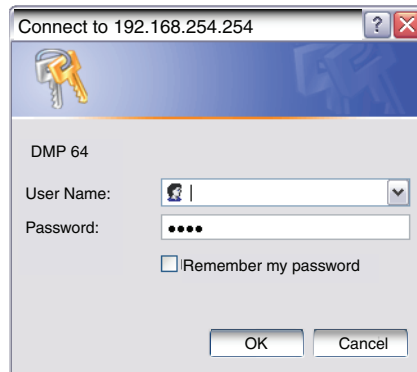 Connect to 192.168.254.254
?
DMP 64
User Name:
Password:
••••
Remember my password
OK
Cancel